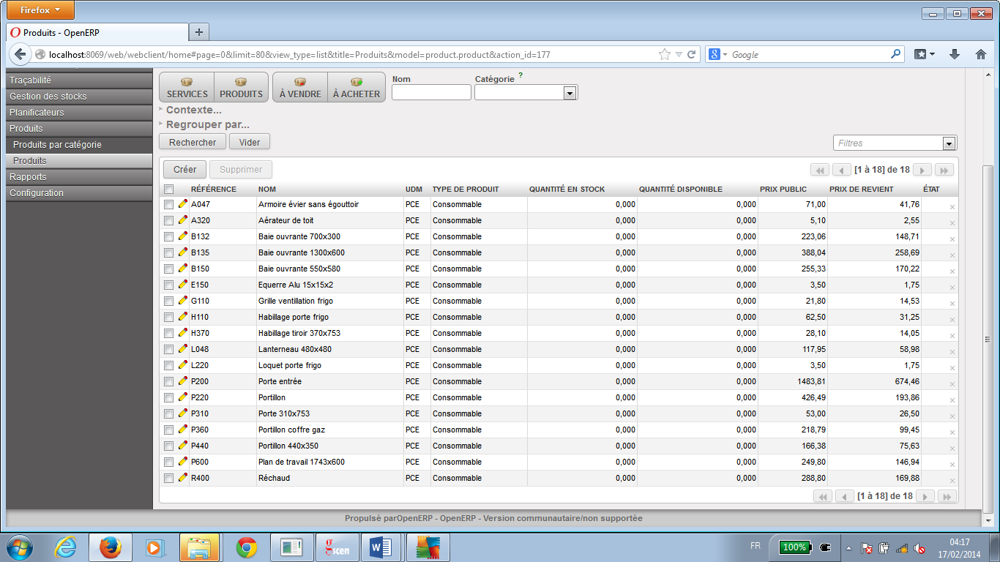 Firefox
Produits - OpenERP
localhost:8069/web/webclient/home#page=0&limit=80&view_type=list&title=Produits&model=product.product&action_id=177
Google
Traçabilité
Gestion des stocks
Planificateurs
Produits
Produits par catégorie
Produits
Rapports
Configuration
SERVICES PRODUITS À VENDRE À ACHETER
Nom Catégorie ?
Contexte...
Regrouper par...
Rechercher Vider
Filtres
Créer Supprimer [1 à 18] de 18
RÉFÉRENCE NOM UDM TYPE DE PRODUIT QUANTITÉ EN STOCK QUANTITÉ DISPONIBLE PRIX PUBLIC PRIX DE REVIENT ÉTAT
A047 Armoire évier sans égouttoir PCE Consommable 0,000 0,000 71,00 41,76
A320 Aérateur de toit PCE Consommable 0,000 0,000 5,10 2,55
B132 Baie ouvrante 700x300 PCE Consommable 0,000 0,000 223,06 148,71
B135 Baie ouvrante 1300x600 PCE Consommable 0,000 0,000 388,04 258,69
B150 Baie ouvrante 550x580 PCE Consommable 0,000 0,000 255,33 170,22
E150 Equerre Alu 15x15x2 PCE Consommable 0,000 0,000 3,50 1,75
G110 Grille ventillation frigo PCE Consommable 0,000 0,000 21,80 14,53
H110 Habillage porte frigo PCE Consommable 0,000 0,000 62,50 31,25
H370 Habillage tiroir 370x753 PCE Consommable 0,000 0,000 28,10 14,05
L048 Lanterneau 480x480 PCE Consommable 0,000 0,000 117,95 58,98
L220 Loquet porte frigo PCE Consommable 0,000 0,000 3,50 1,75
P200 Porte entrée PCE Consommable 0,000 0,000 1483,81 674,46
P220 Portillon PCE Consommable 0,000 0,000 426,49 193,86
P310 Porte 310x753 PCE Consommable 0,000 0,000 53,00 26,50
P360 Portillon coffre gaz PCE Consommable 0,000 0,000 218,79 99,45
P440 Portillon 440x350 PCE Consommable 0,000 0,000 166,38 75,63
P600 Plan de travail 1743x600 PCE Consommable 0,000 0,000 249,80 146,94
R400 Réchaud PCE Consommable 0,000 0,000 288,80 169,88
[1 à 18] de 18
Propulsé parOpenERP - OpenERP - Version communautaire/non supportée
FR 100% 04:17
17/02/2014